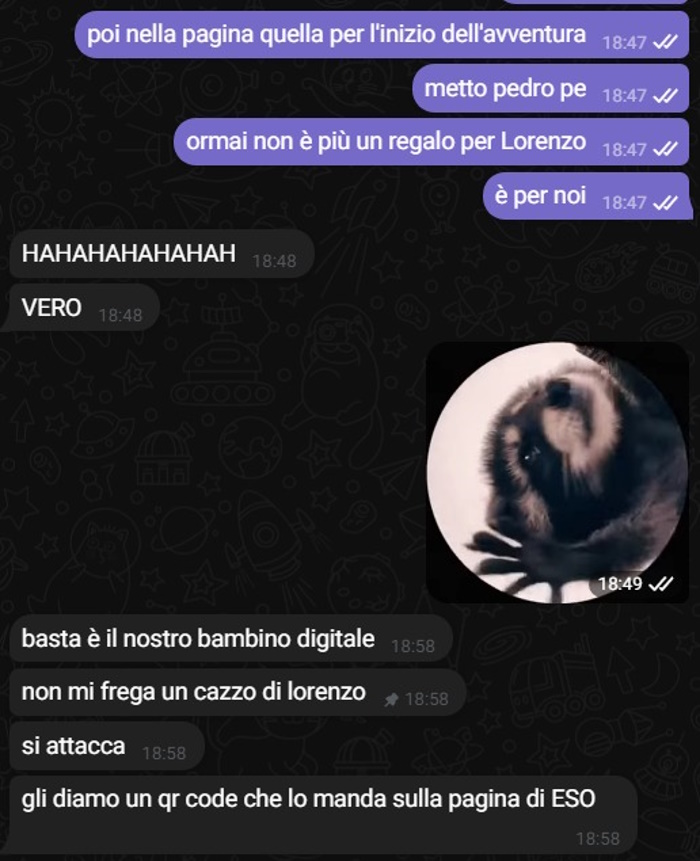 poi nella pagina quella per l'inizio dell'avventura 18:47
metto pedro pe 18:47
ormai non è più un regalo per Lorenzo 18:47
è per noi 18:47
HAHAHAHAHAHAH 18:48
VERO 18:48
18:49
basta è il nostro bambino digitale 18:58
non mi frega un cazzo di lorenzo 18:58
si attacca 18:58
gli diamo un qr code che lo manda sulla pagina di ESO
18:58